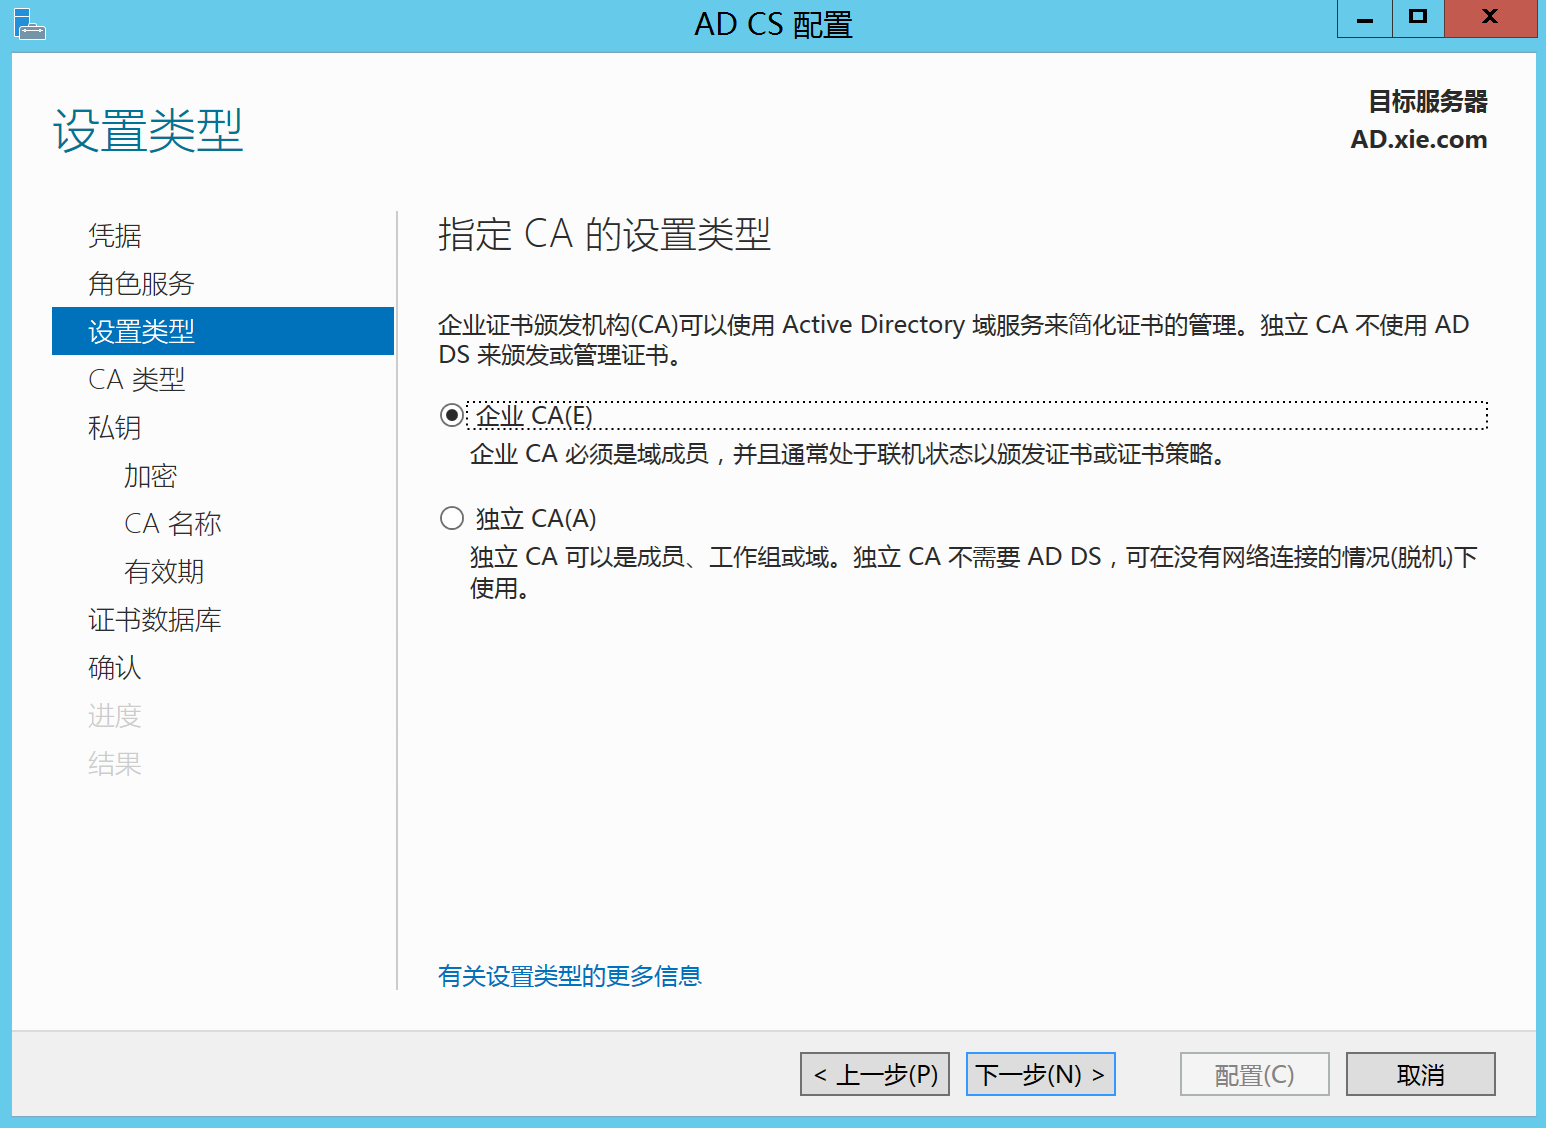 AD CS 配置
设置类型
目标服务器
AD.xie.com
凭据
角色服务
设置类型
CA 类型
私钥
加密
CA 名称
有效期
证书数据库
确认
进度
结果
指定 CA 的设置类型
企业证书颁发机构(CA)可以使用 Active Directory 域服务来简化证书的管理。独立 CA 不使用 AD
DS 来颁发或管理证书。
企业 CA(E)
企业 CA 必须是域成员，并且通常处于联机状态以颁发证书或证书策略。
独立 CA(A)
独立 CA 可以是成员、工作组或域。独立 CA 不需要 AD DS，可在没有网络连接的情况(脱机)下
使用。
有关设置类型的更多信息
< 上一步(P)
下一步(N) >
配置(C)
取消